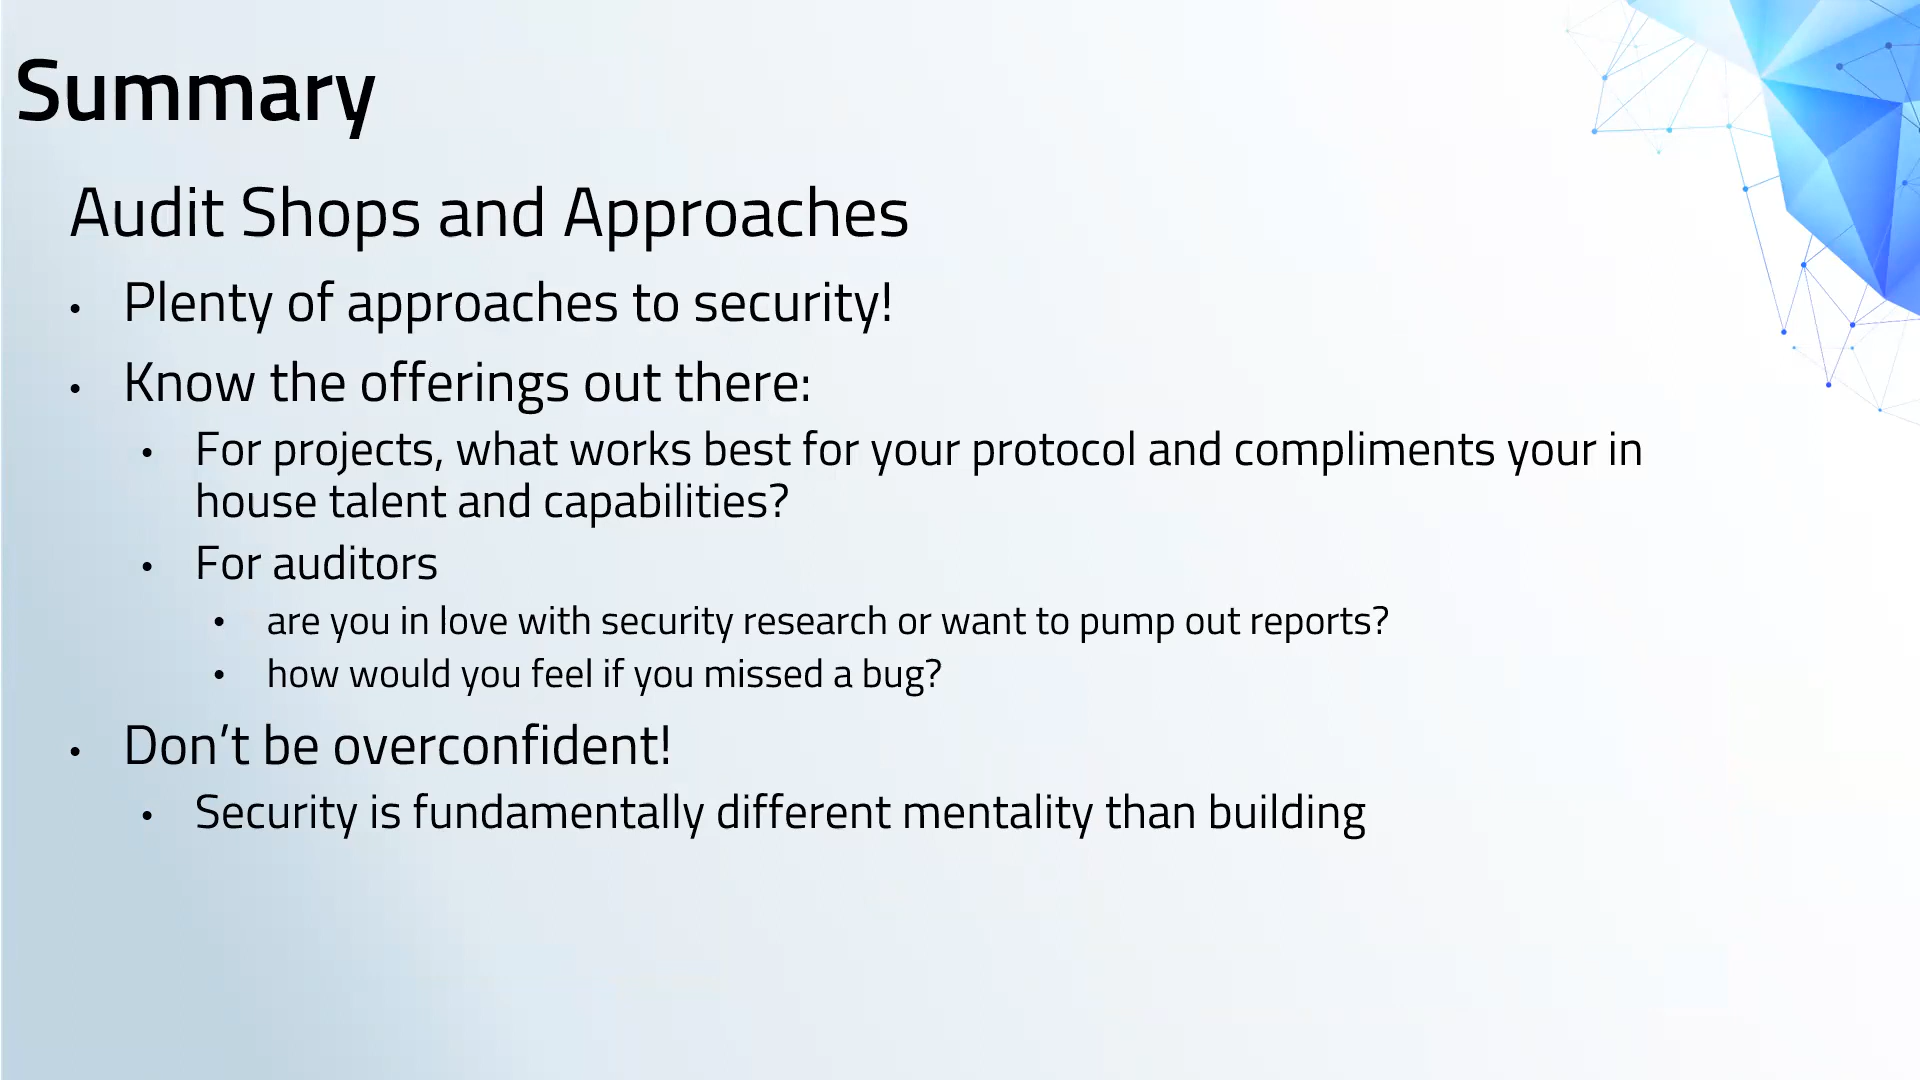 Summary
Audit Shops and Approaches
• Plenty of approaches to security!
• Know the offerings out there:
• For projects, what works best for your protocol and compliments your in
house talent and capabilities?
• For auditors
• are you in love with security research or want to pump out reports?
• how would you feel if you missed a bug?
• Don’t be overconfident!
• Security is fundamentally different mentality than building